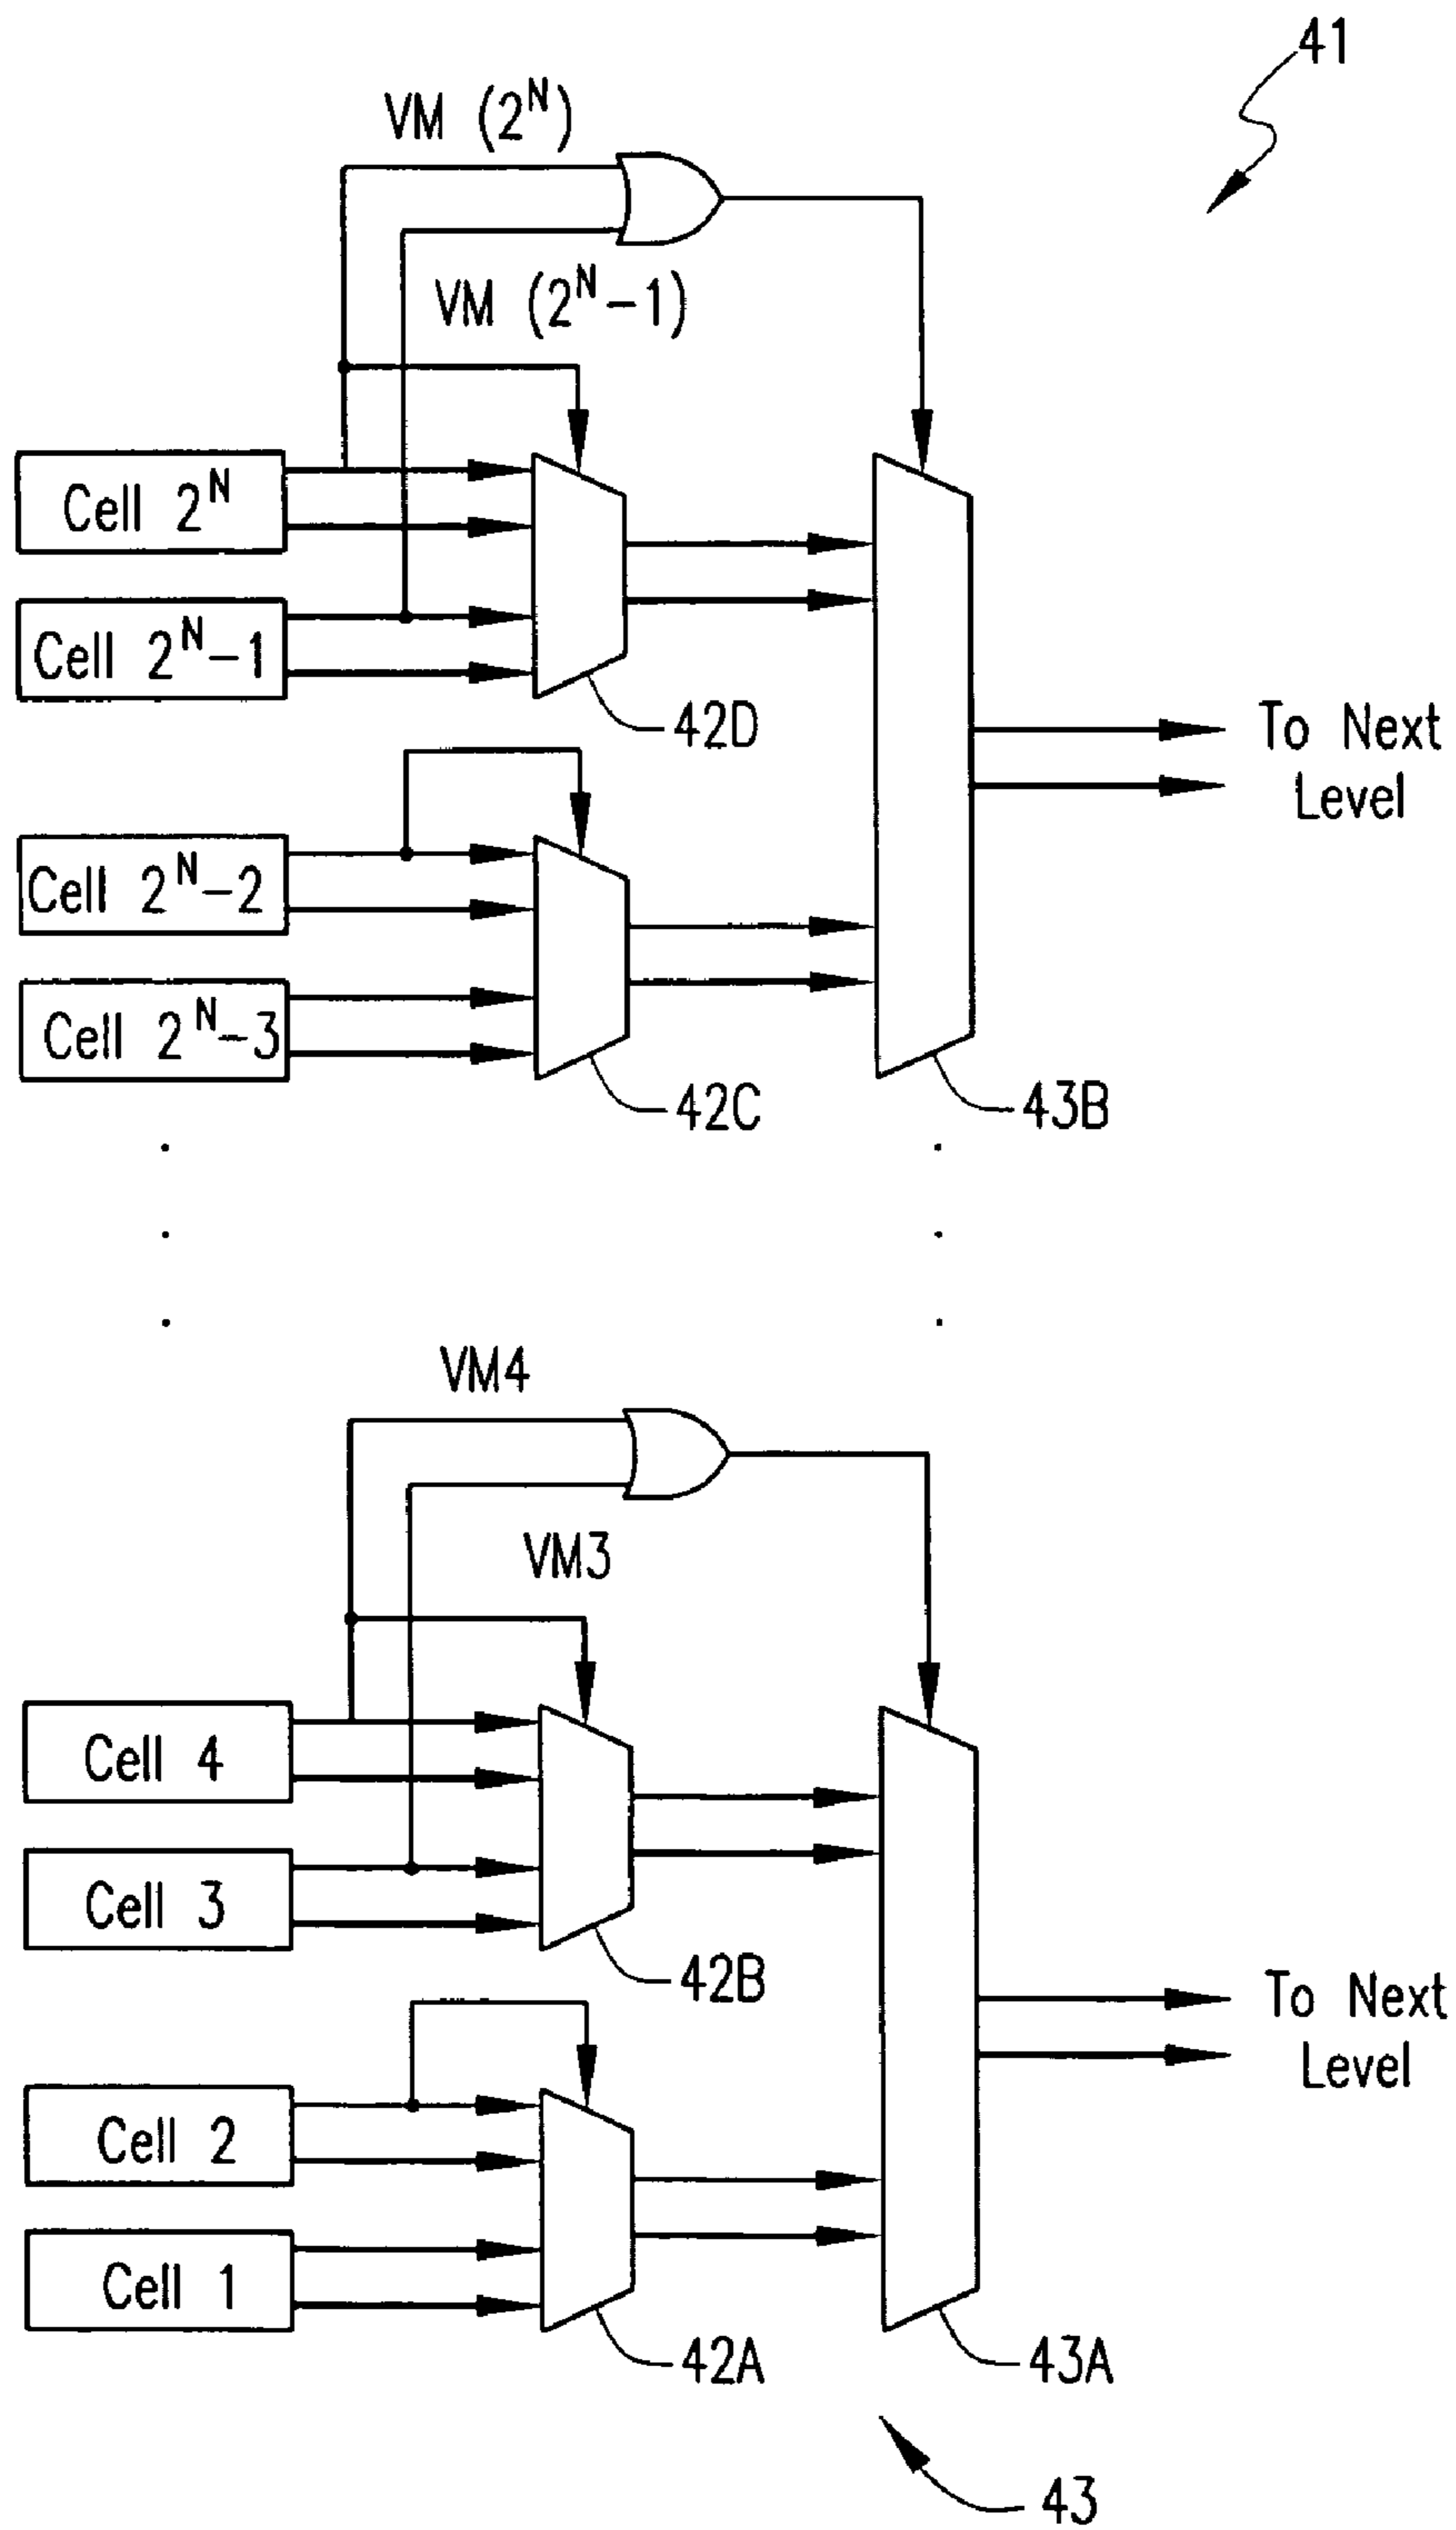 41
VM (2^N)
VM (2^N-1)
Cell 2^N
Cell 2^N-1
42D
To Next
Level
Cell 2^N-2
Cell 2^N-3
42C
43B
VM4
VM3
Cell 4
Cell 3
42B
To Next
Level
Cell 2
Cell 1
42A
43A
43